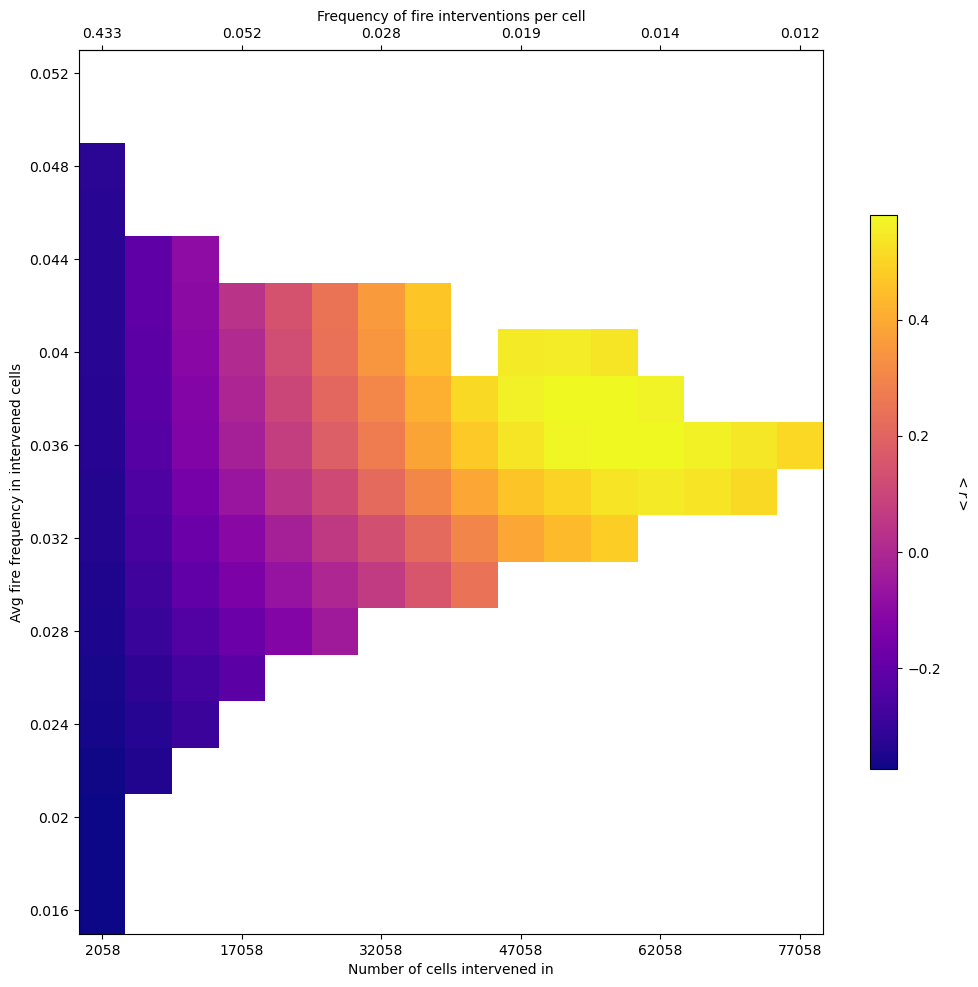 Frequency of fire interventions per cell
0.433 0.052 0.028 0.019 0.014 0.012
0.052
0.048
0.044
0.04
0.036
0.032
0.028
0.024
0.02
0.016
Avg fire frequency in intervened cells
2058 17058 32058 47058 62058 77058
Number of cells intervened in
0.4
0.2
0.0
−0.2
< r >